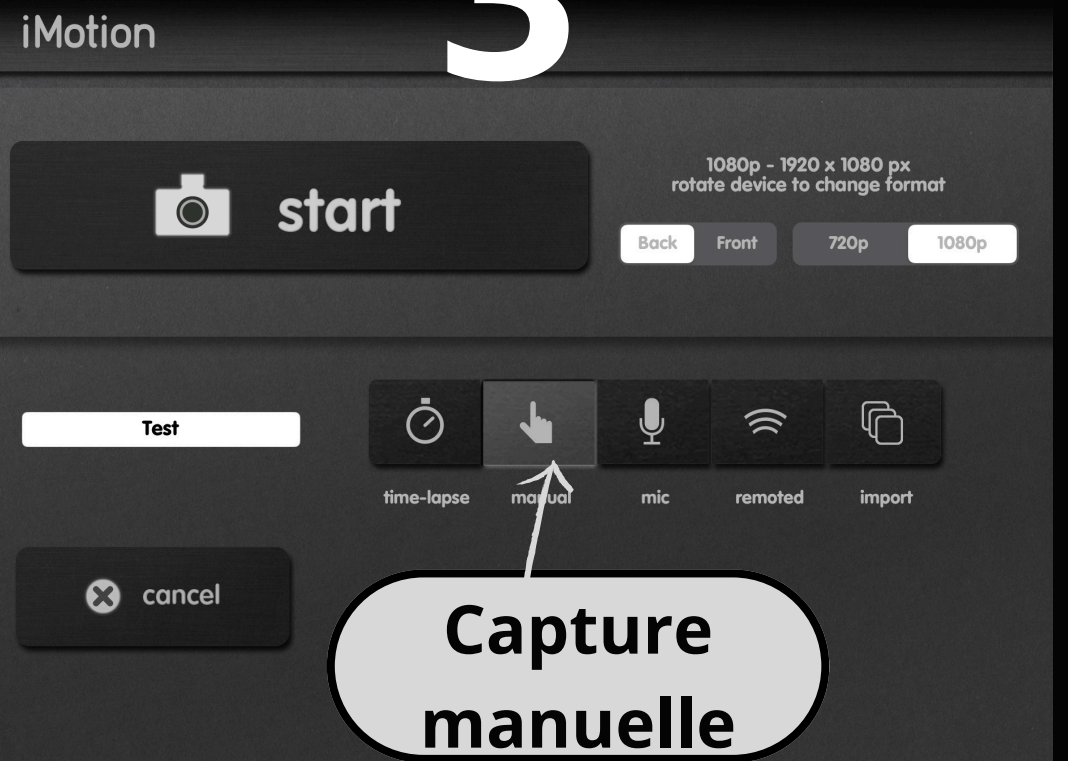 iMotion
3
start
1080p - 1920 x 1080 px
rotate device to change format
Back Front 720p 1080p
Test
time-lapse manual mic remoted import
cancel
Capture
manuelle